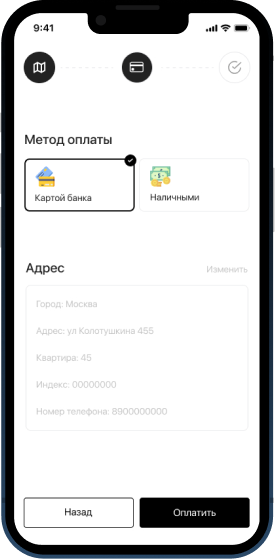 9:41
Метод оплаты
Картой банка
Наличными
Адрес
Изменить
Город: Москва
Адрес: ул Колотушкина 455
Квартира: 45
Индекс: 00000000
Номер телефона: 8900000000
Назад
Оплатить